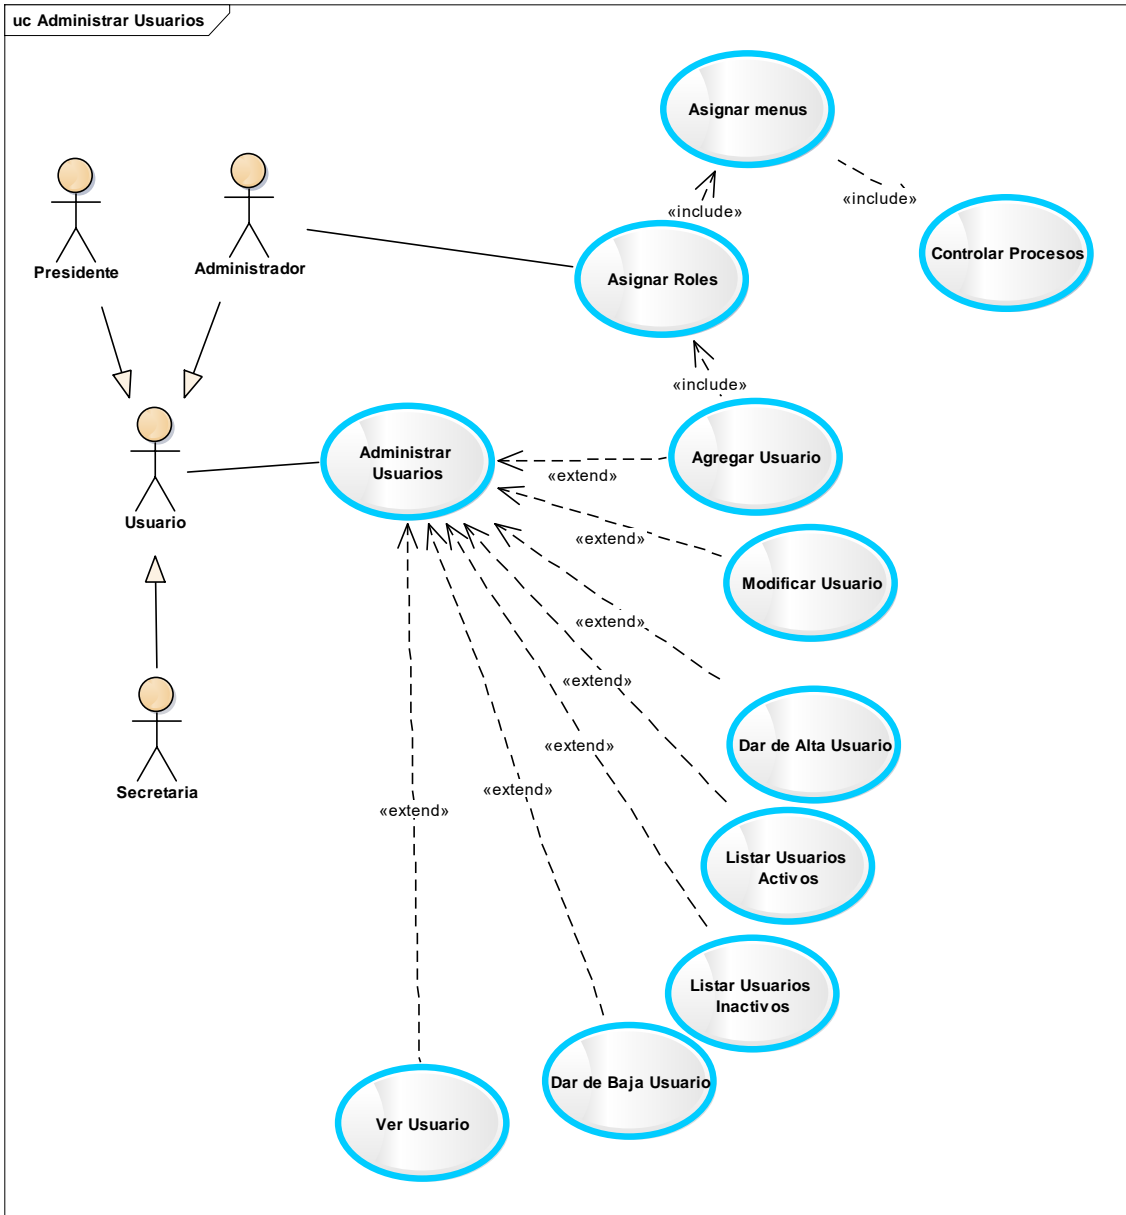 uc Administrar Usuarios
Asignar menus
«include»
«include»
Presidente
Administrador
Asignar Roles
Controlar Procesos
«include»
Administrar
Usuarios
Agregar Usuario
«extend»
Usuario
«extend»
Modificar Usuario
«extend»
«extend»
Dar de Alta Usuario
«extend»
Secretaria
«extend»
«extend»
Listar Usuarios
Activos
Listar Usuarios
Inactivos
Dar de Baja Usuario
Ver Usuario